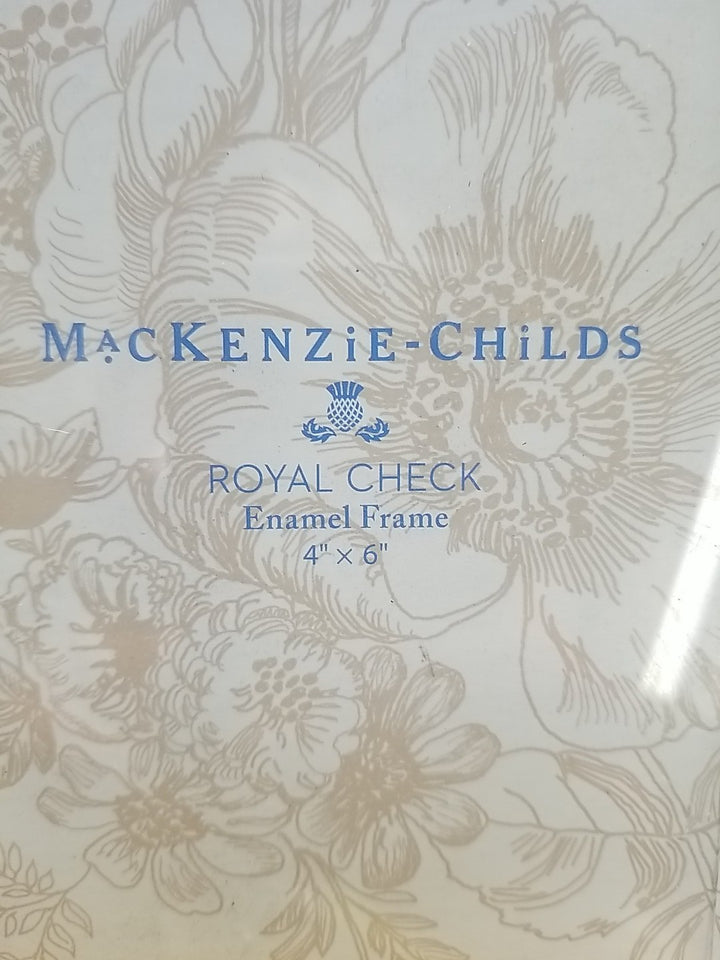 MACKENZiE-CHiLDS
ROYAL CHECK
Enamel Frame
4" × 6"